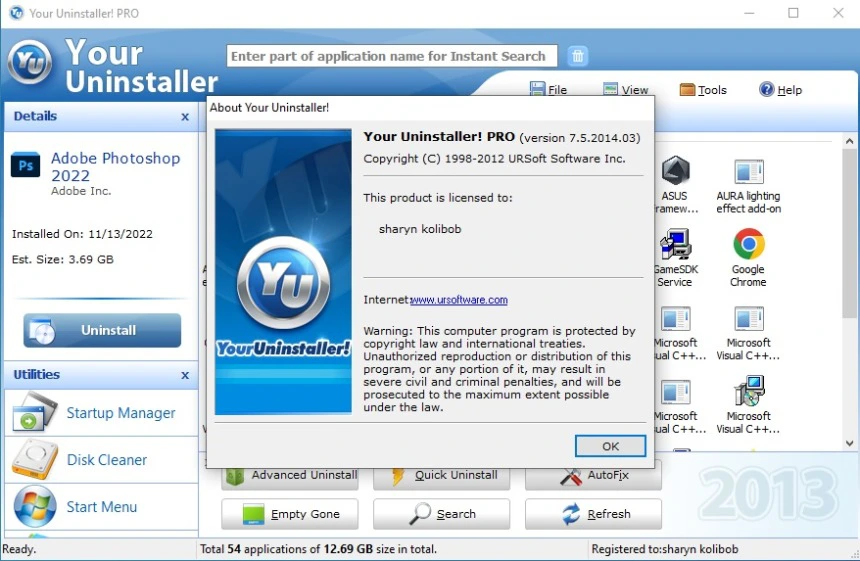 Your Uninstaller! PRO
Your
Uninstaller
YU
Enter part of application name for Instant Search
File View Tools Help
Details x
Ps
Adobe Photoshop
2022
Adobe Inc.
Installed On: 11/13/2022
Est. Size: 3.69 GB
Uninstall
Utilities x
Startup Manager
Disk Cleaner
Start Menu
About Your Uninstaller!
YU
YourUninstaller!
Your Uninstaller! PRO (version 7.5.2014.03)
Copyright (C) 1998-2012 URSoft Software Inc.
This product is licensed to:
sharyn kolibob
Internet:www.ursoftware.com
Warning: This computer program is protected by
copyright law and international treaties.
Unauthorized reproduction or distribution of this
program, or any portion of it, may result in
severe civil and criminal penalties, and will be
prosecuted to the maximum extent possible
under the law.
OK
ASUS
AURA lighting
effect add-on
GameSDK
Service
Google
Chrome
Microsoft
Visual C++...
Microsoft
Visual C++...
Microsoft
Visual C++...
Microsoft
Visual C++...
Advanced Uninstall Quick Uninstall AutoFix
Empty Gone Search Refresh
2013
Ready. Total 54 applications of 12.69 GB size in total. Registered to:sharyn kolibob